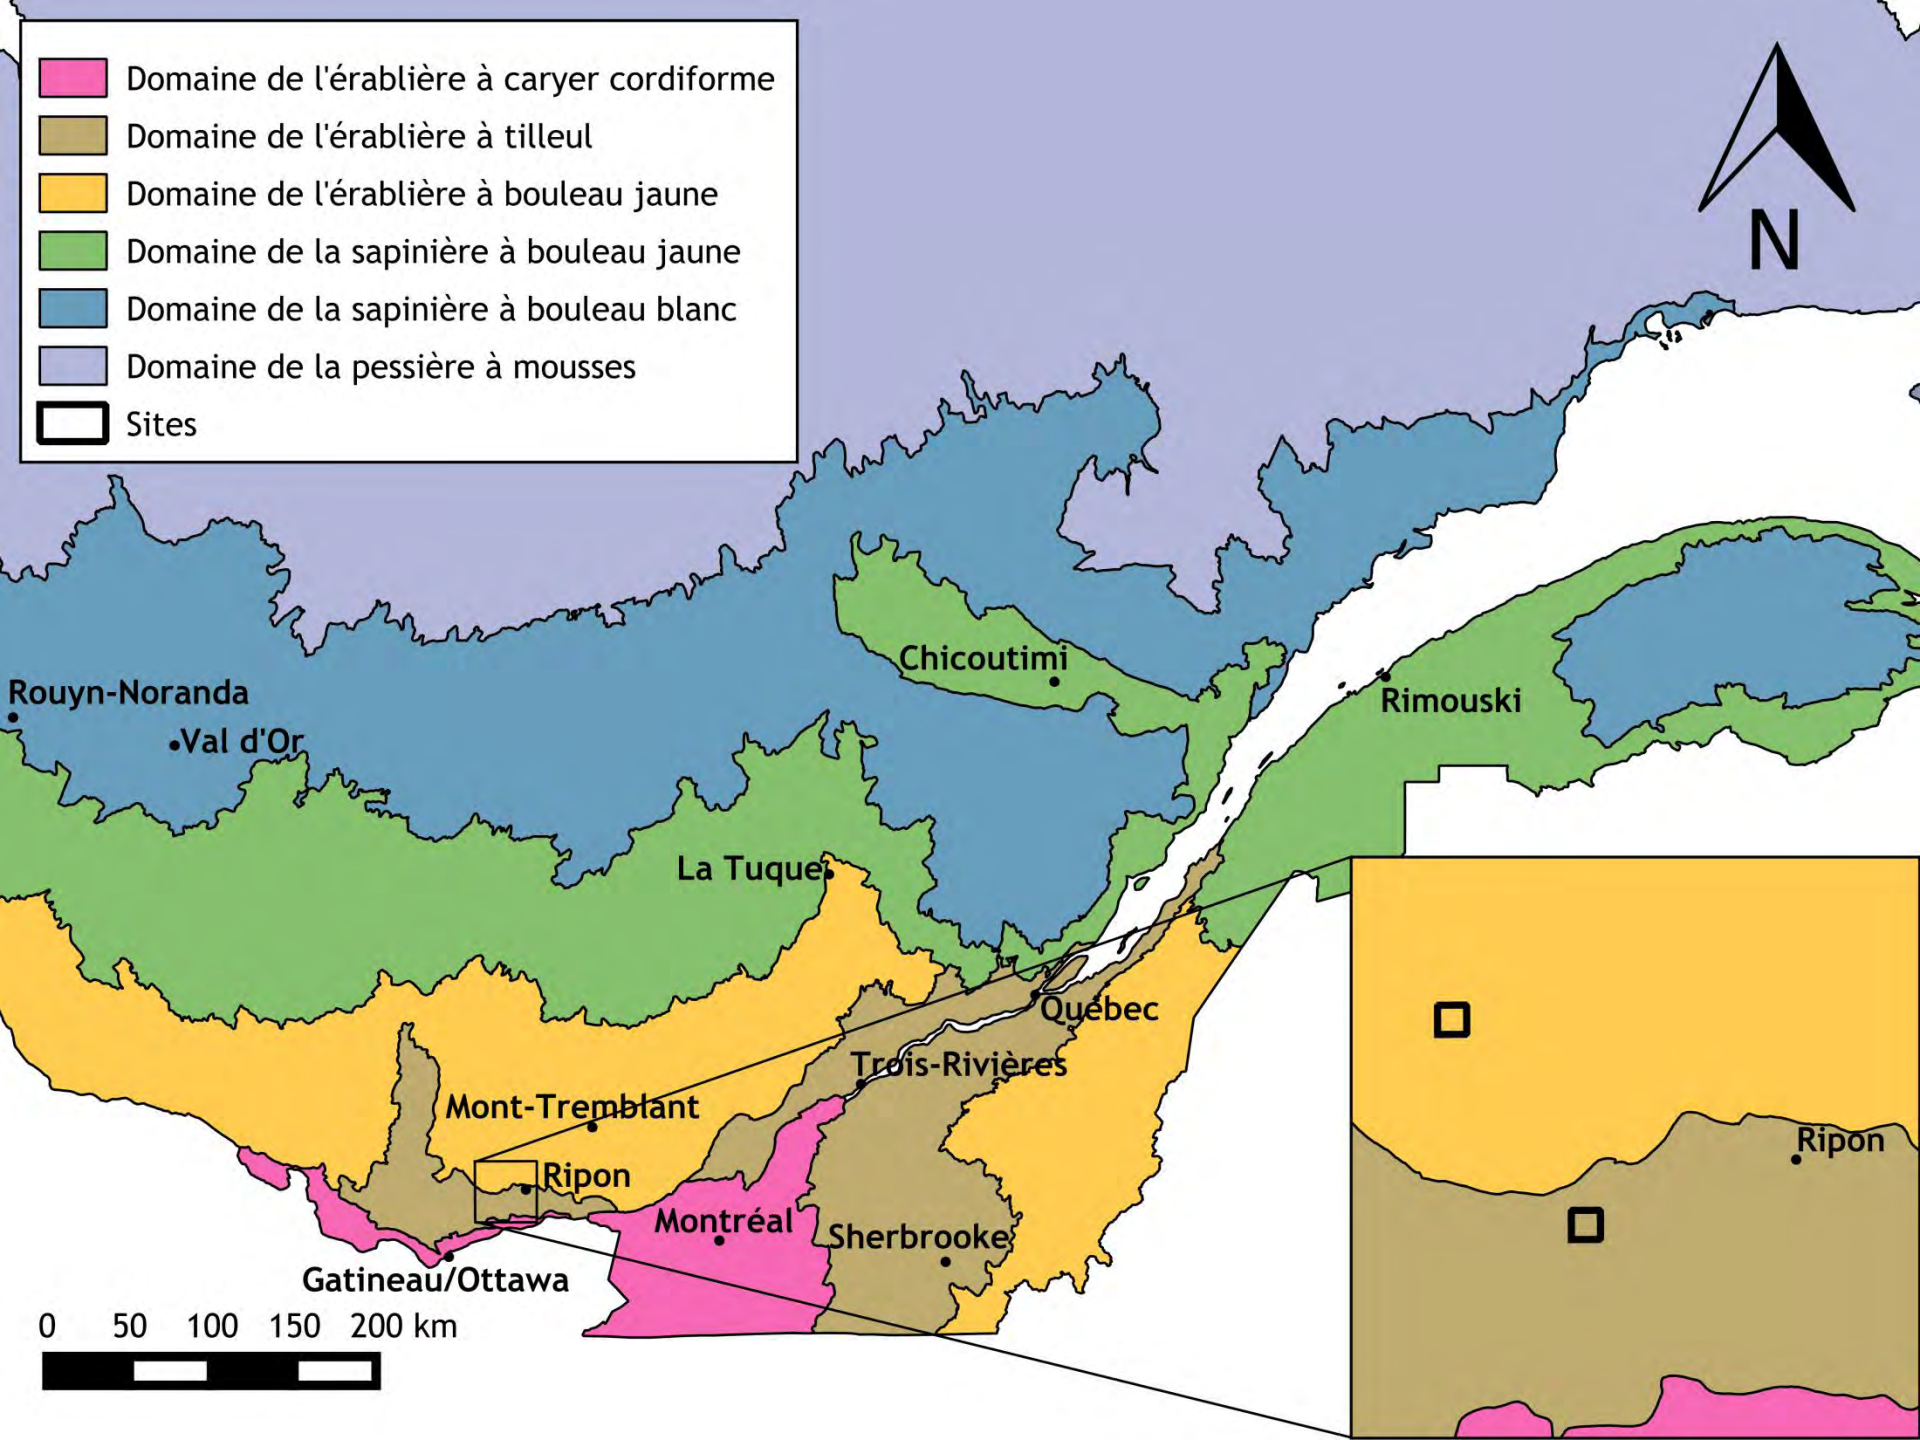 Domaine de l'érablière à caryer cordiforme
Domaine de l'érablière à tilleul
Domaine de l'érablière à bouleau jaune
Domaine de la sapinière à bouleau jaune
Domaine de la sapinière à bouleau blanc
Domaine de la pessière à mousses
Sites
N
Chicoutimi
Rouyn-Noranda
Rimouski
Val d'Or
La Tuque
Québec
Trois-Rivières
Mont-Tremblant
Ripon
Ripon
Montréal
Sherbrooke
Gatineau/Ottawa
0 50 100 150 200 km